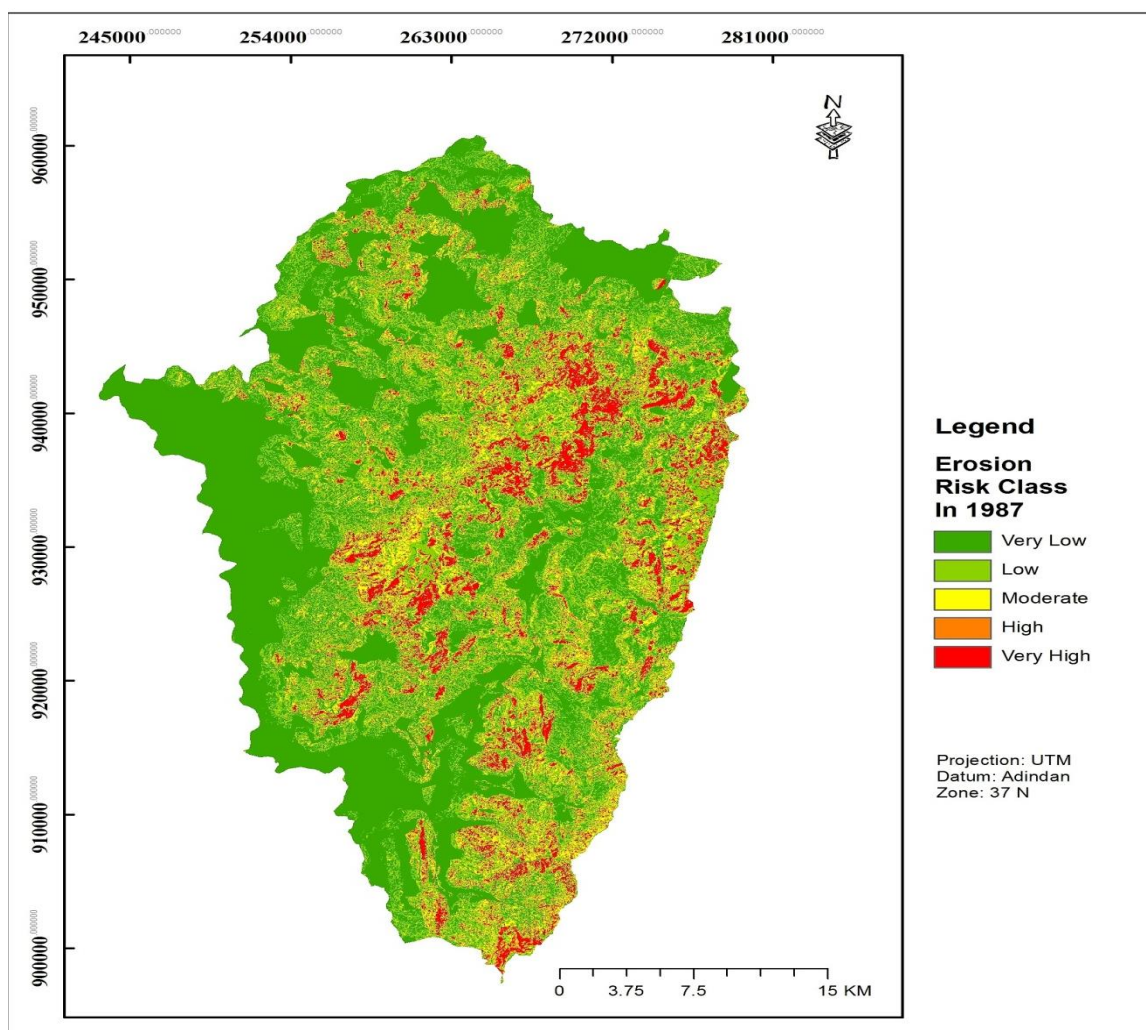 245000.000000 254000.000000 263000.000000 272000.000000 281000.000000
N
960000.000000
950000.000000
940000.000000
930000.000000
920000.000000
910000.000000
900000.000000
Legend
Erosion
Risk Class
In 1987
Very Low
Low
Moderate
High
Very High
Projection: UTM
Datum: Adindan
Zone: 37 N
0 3.75 7.5 15 KM